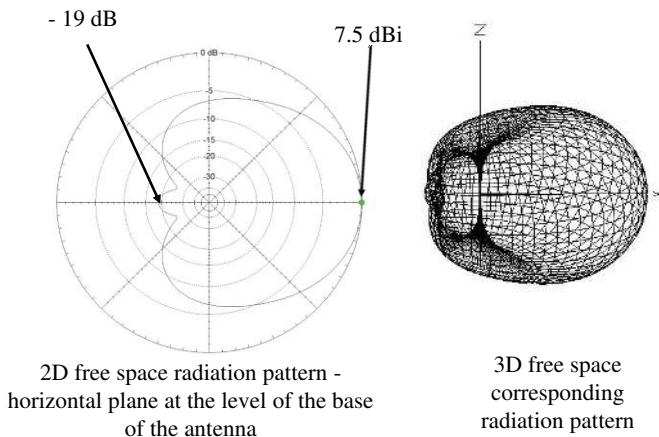 - 19 dB
7.5 dBi
0 dB
-5
-10
-15
-20
-30
Z
2D free space radiation pattern -
horizontal plane at the level of the base
of the antenna
3D free space
corresponding
radiation pattern